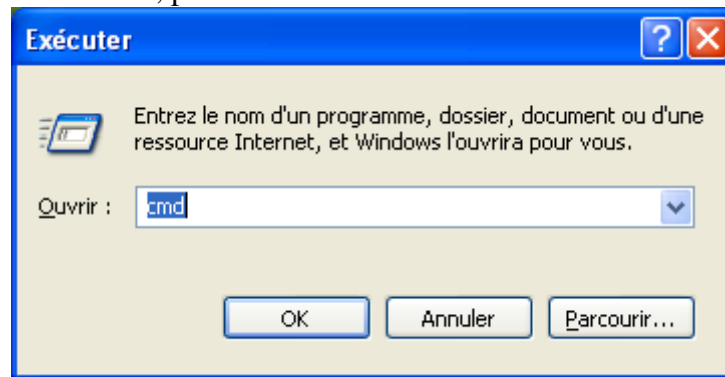 Exécuter
Entrez le nom d'un programme, dossier, document ou d'une
ressource Internet, et Windows l'ouvrira pour vous.
Ouvrir : cmd
OK Annuler Parcourir...